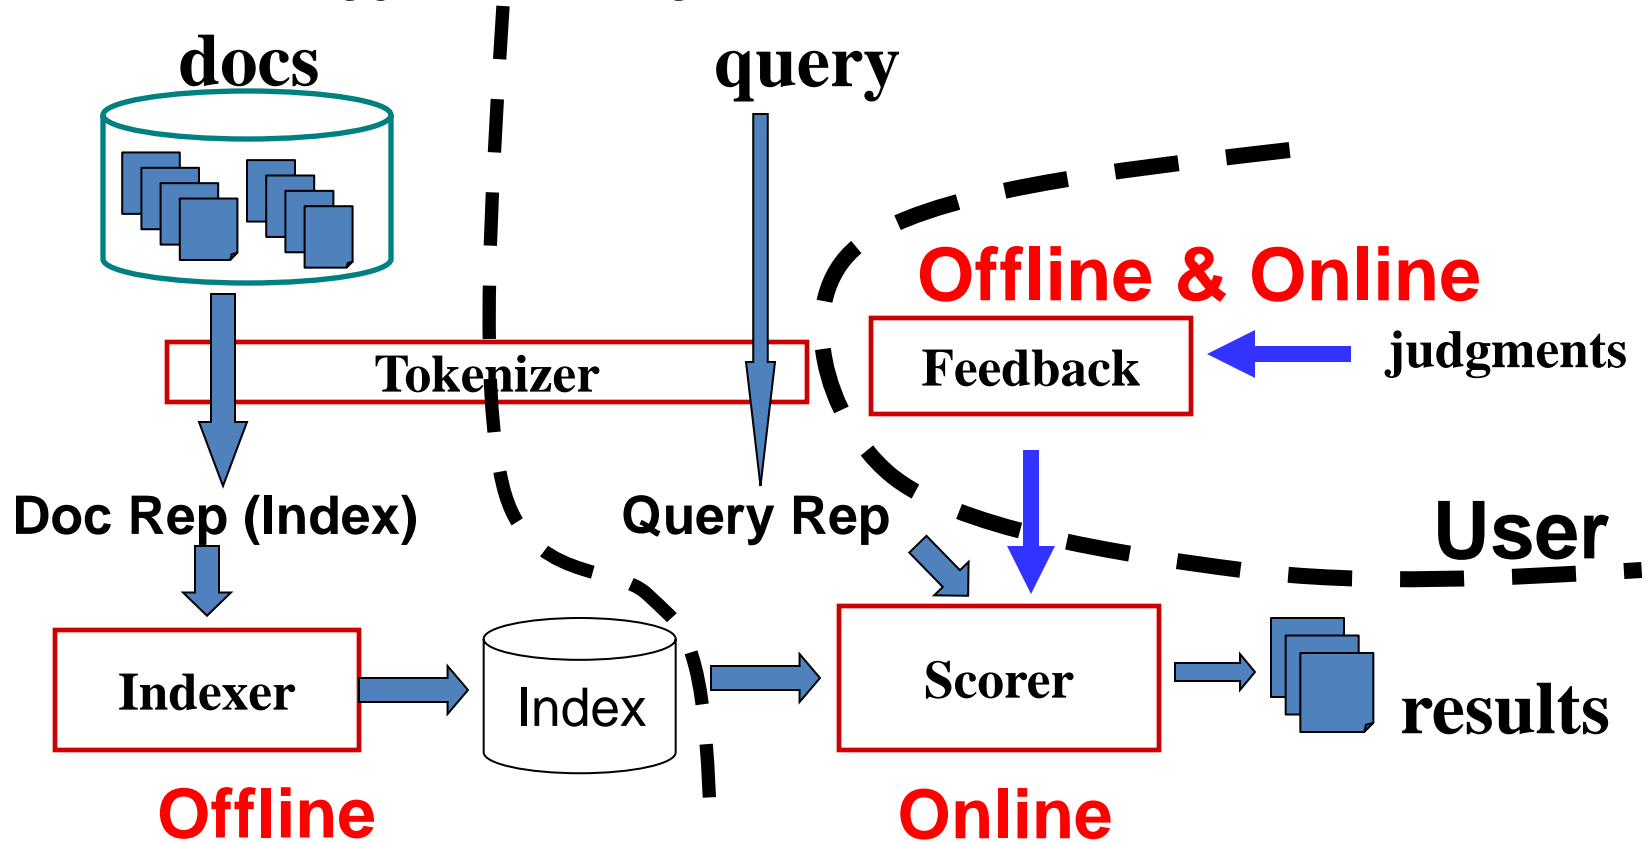 docs
query
Offline & Online
Tokenizer
Feedback
judgments
Doc Rep (Index)
Query Rep
User
Indexer
Index
Scorer
results
Offline
Online